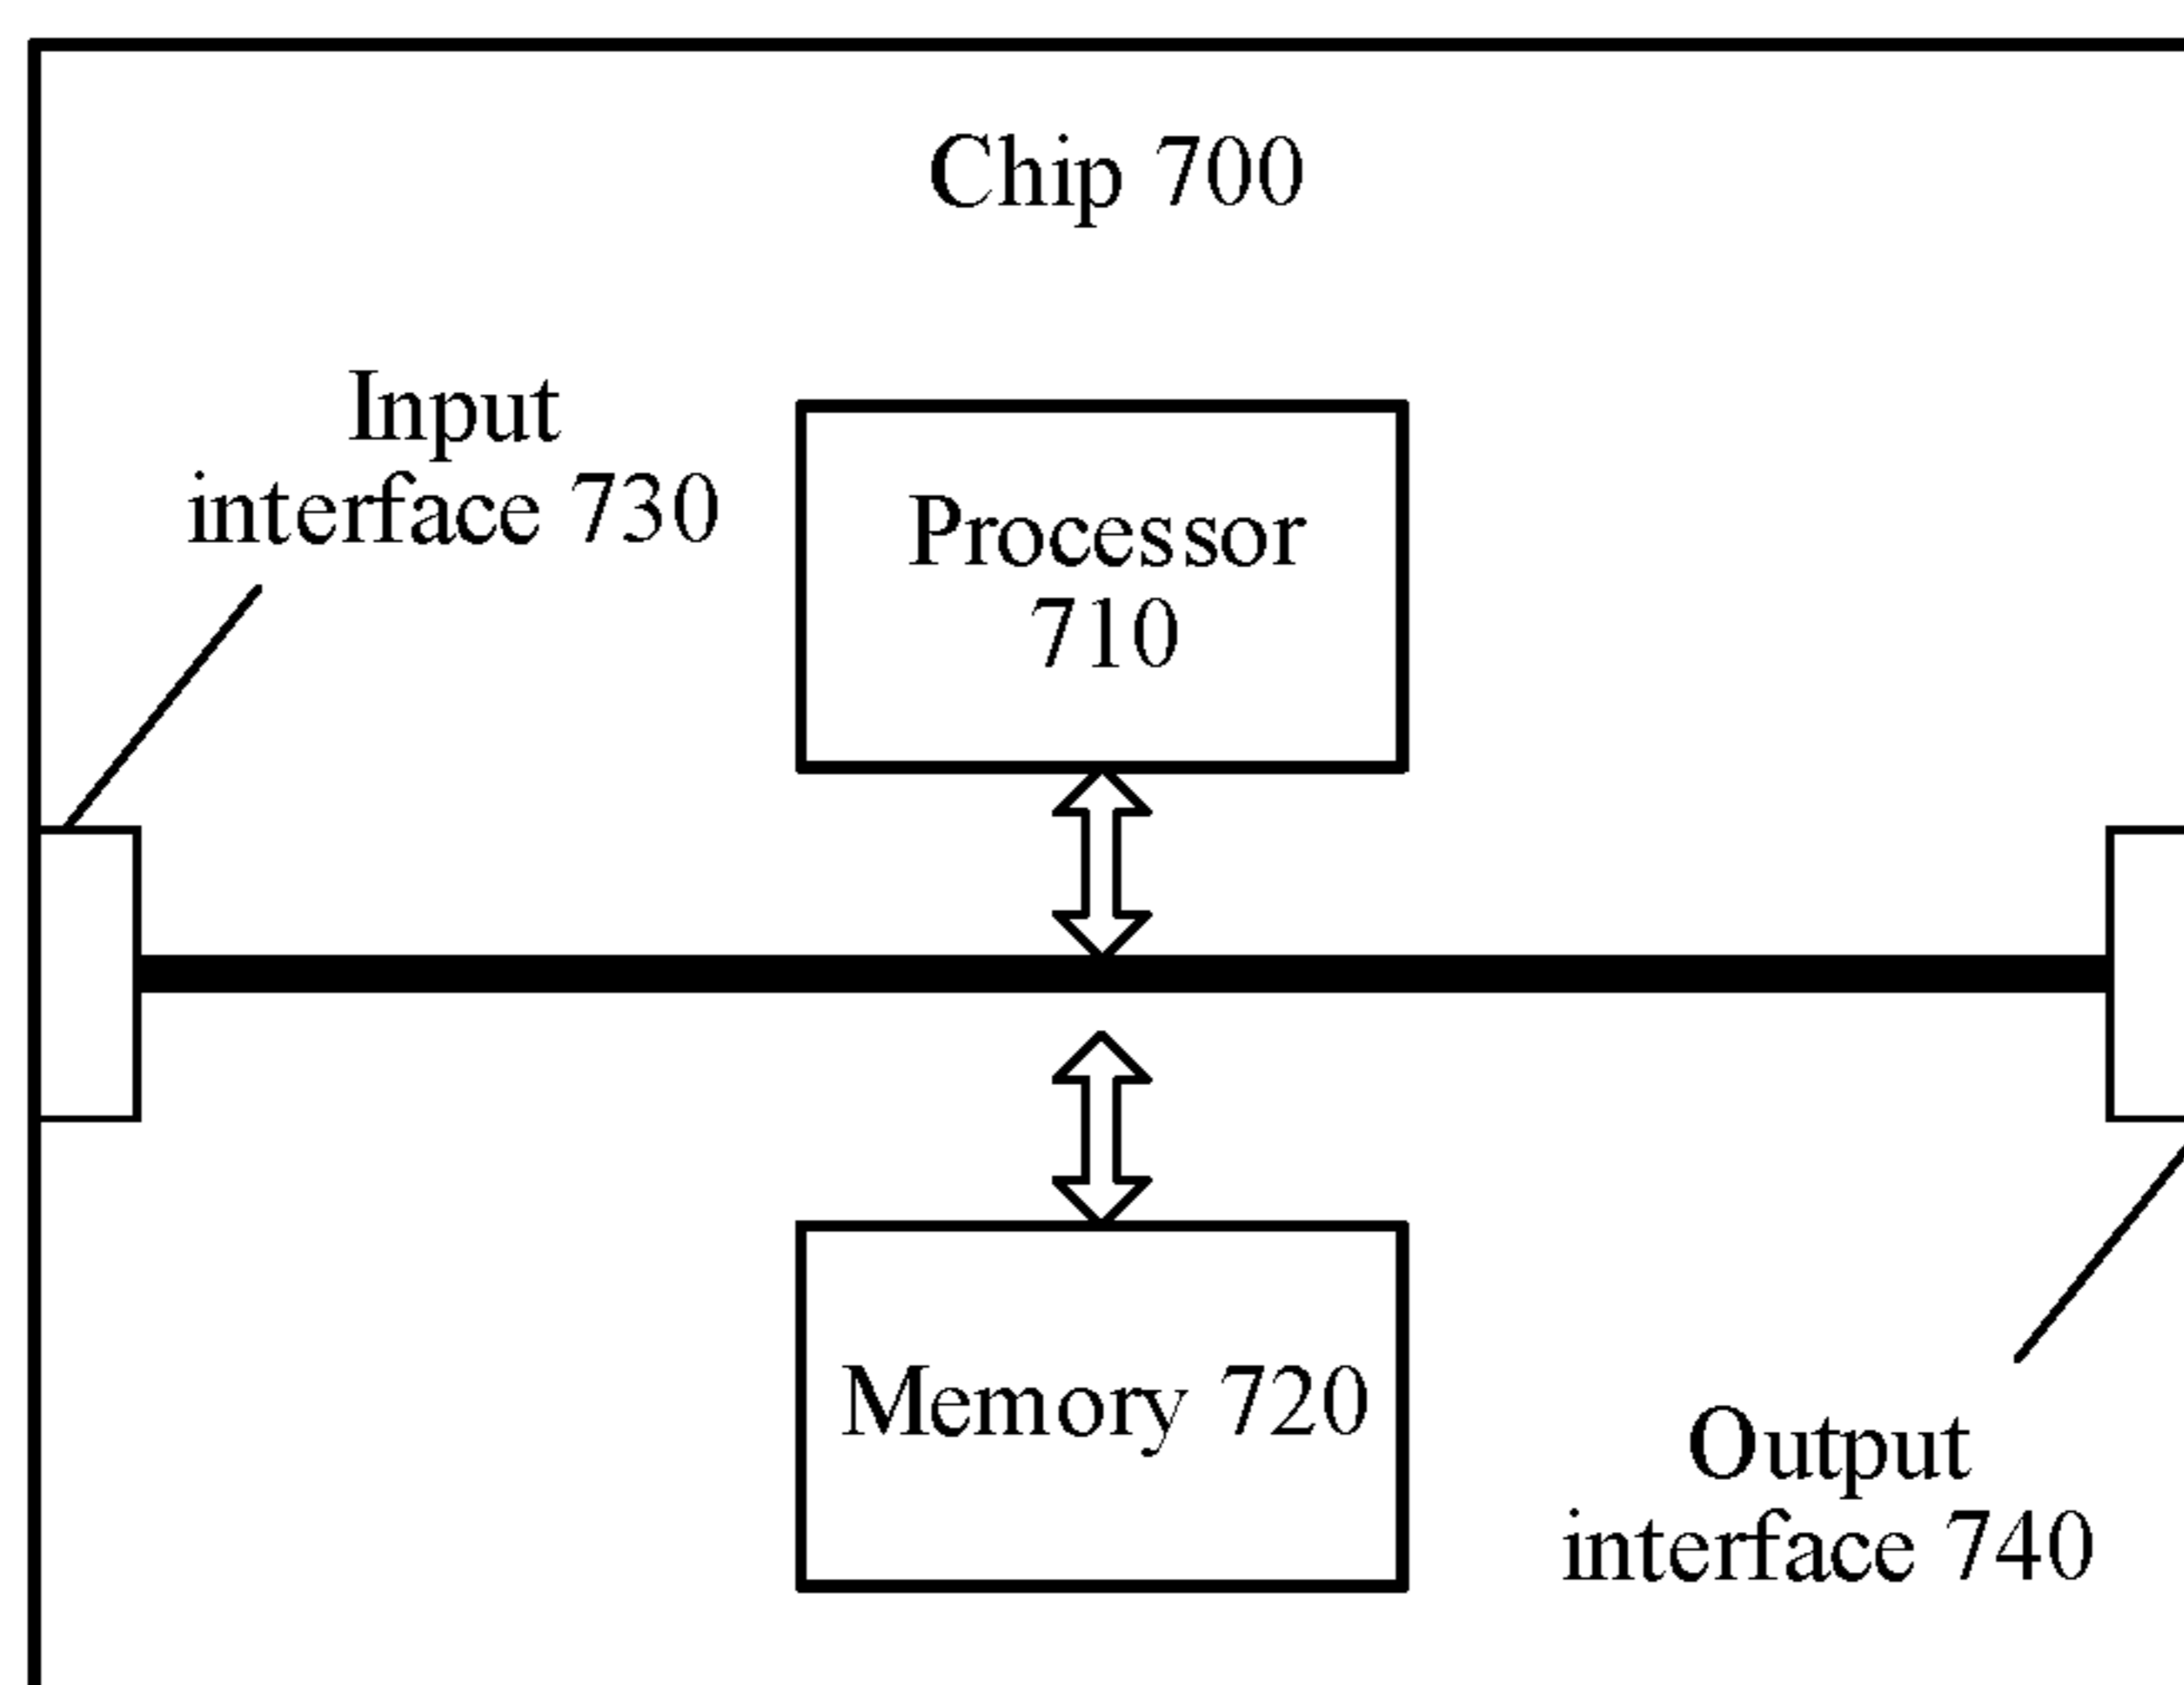 Chip 700
Input
interface 730
Processor
710
Memory 720
Output
interface 740